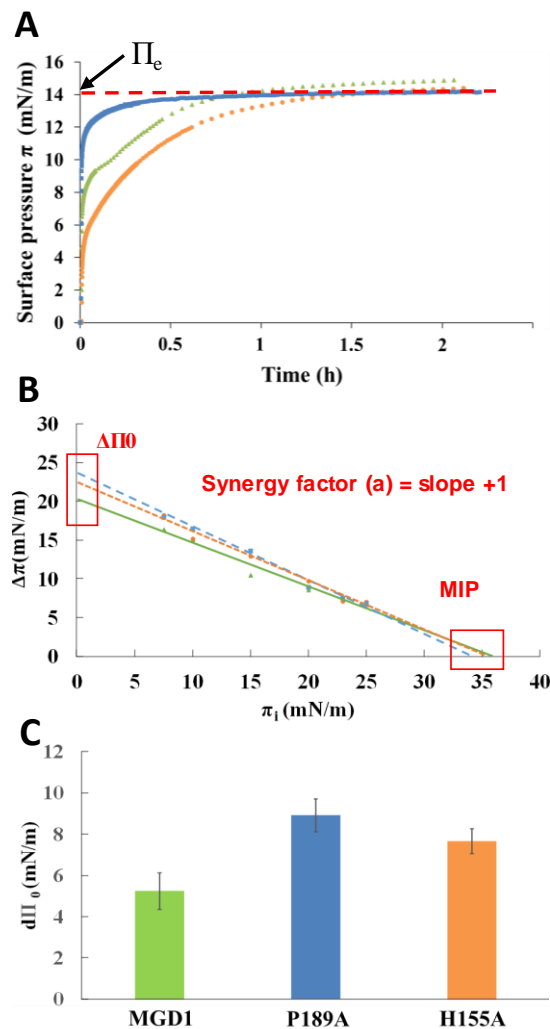 A
Πe
Surface pressure π (mN/m)
16
14
12
10
8
6
4
2
0
0 0.5 1 1.5 2
Time (h)
B
ΔΠ0
Synergy factor (a) = slope +1
MIP
Δπ(mN/m)
30
25
20
15
10
5
0
0 5 10 15 20 25 30 35 40
πi (mN/m)
C
dΠ0(mN/m)
12
10
8
6
4
2
0
MGD1 P189A H155A